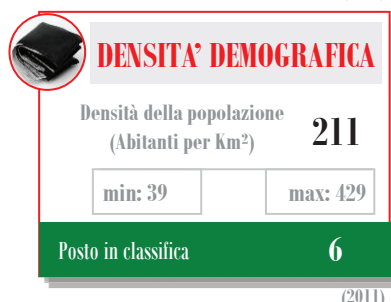 DENSITA’ DEMOGRAFICA
Densità della popolazione
(Abitanti per Km²)
211
min: 39
max: 429
Posto in classifica
6
(2011)